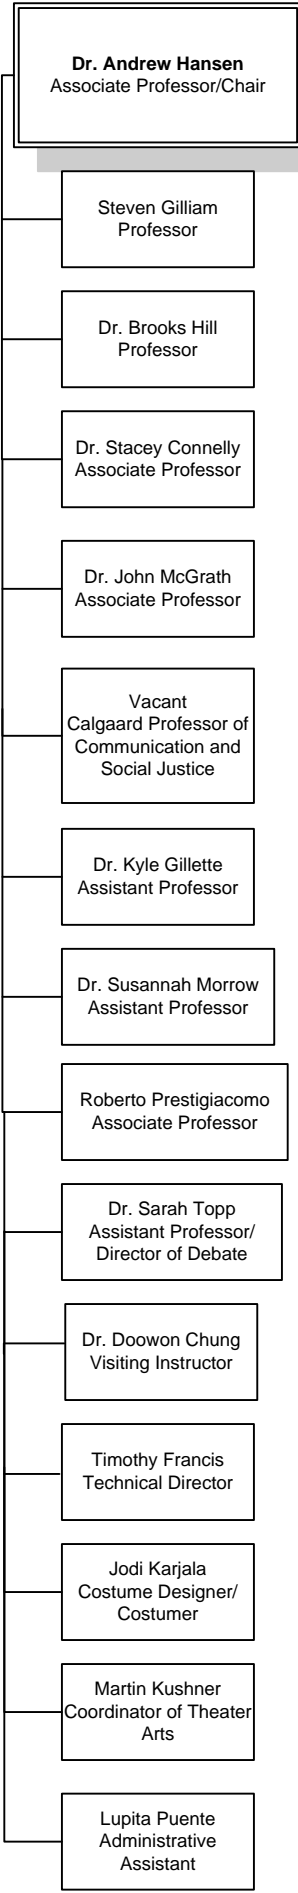 Dr. Andrew Hansen
Associate Professor/Chair
Steven Gilliam
Professor
Dr. Brooks Hill
Professor
Dr. Stacey Connelly
Associate Professor
Dr. John McGrath
Associate Professor
Vacant
Calgaard Professor of
Communication and
Social Justice
Dr. Kyle Gillette
Assistant Professor
Dr. Susannah Morrow
Assistant Professor
Roberto Prestigiacomo
Associate Professor
Dr. Sarah Topp
Assistant Professor/
Director of Debate
Dr. Doowon Chung
Visiting Instructor
Timothy Francis
Technical Director
Jodi Karjala
Costume Designer/
Costumer
Martin Kushner
Coordinator of Theater
Arts
Lupita Puente
Administrative
Assistant